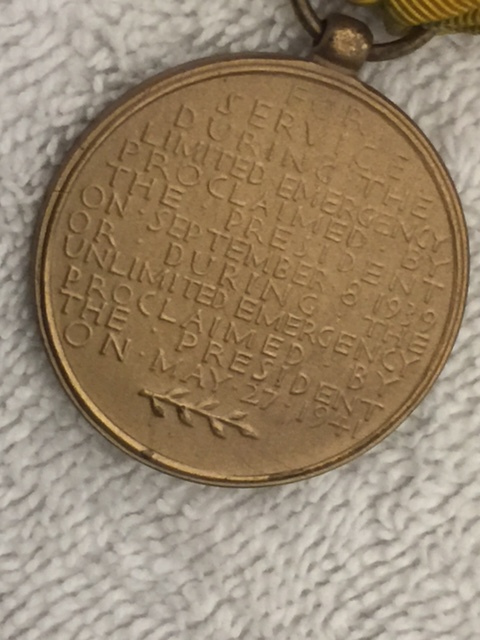 FOR
SERVICE
DURING THE
LIMITED EMERGENCY
PROCLAIMED BY
THE PRESIDENT
ON SEPTEMBER 8 1939
OR DURING THE
UNLIMITED EMERGENCY
PROCLAIMED BY
THE PRESIDENT
ON MAY 27 1941